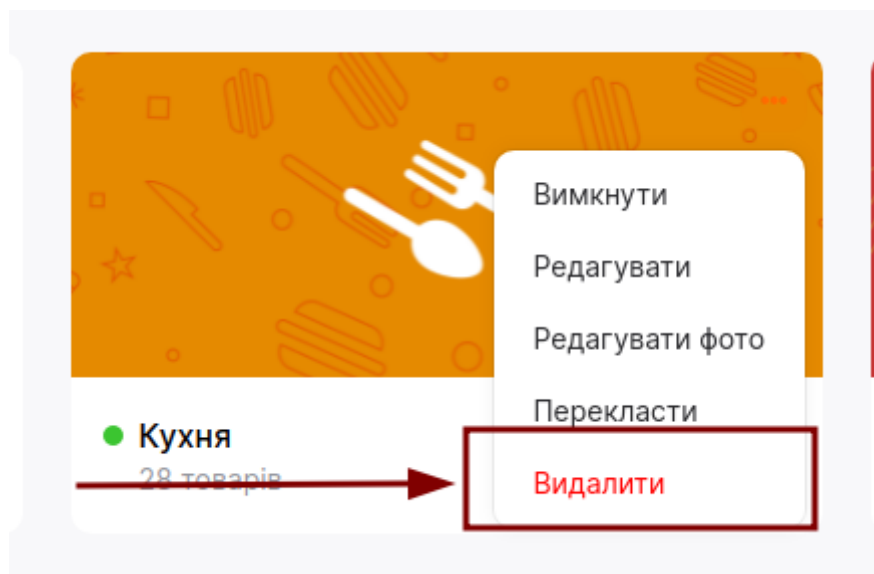 Вимкнути
Редагувати
Редагувати фото
Перекласти
Видалити
Кухня
28 товарів